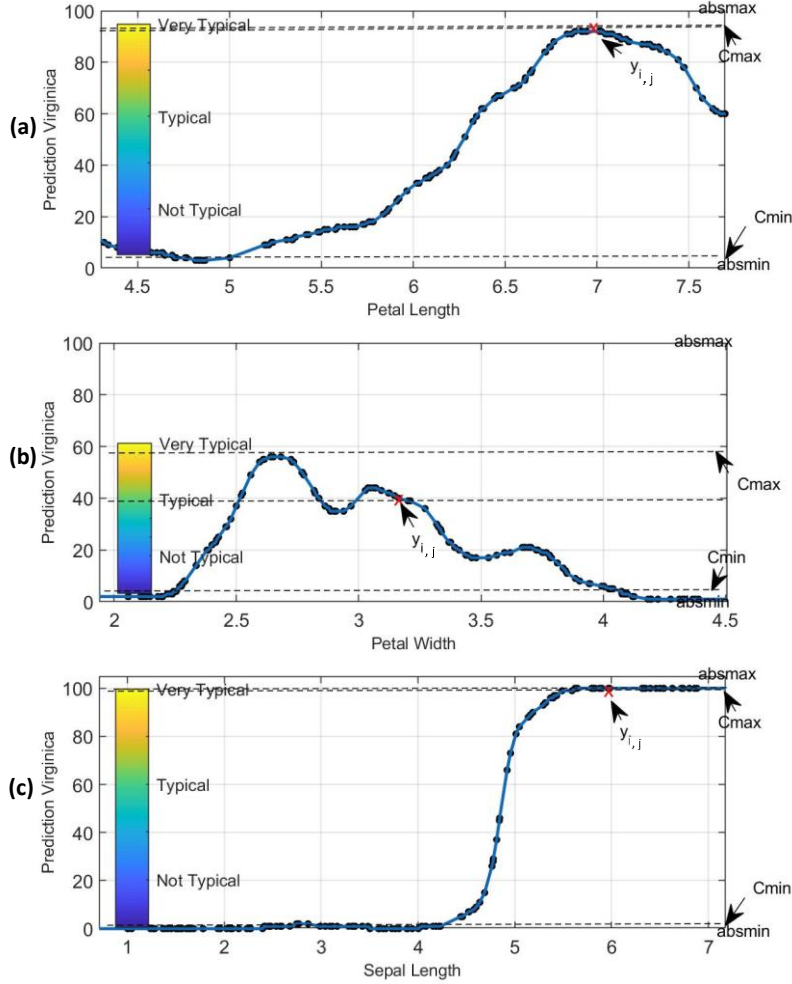 absmax
100
Very Typical
Cmax
80
y i, j
(a)
Prediction Virginica
60
Typical
40
20
Not Typical
Cmin
0
absmin
4.5 5 5.5 6 6.5 7 7.5
Petal Length
100
absmax
80
60
Very Typical
(b)
Prediction Virginica
Cmax
40
Typical
y i, j
20
Not Typical
Cmin
0
absmin
2 2.5 3 3.5 4 4.5
Petal Width
absmax
100
Very Typical
Cmax
y i, j
80
(c)
Prediction Virginica
60
Typical
40
20
Not Typical
Cmin
0
absmin
1 2 3 4 5 6 7
Sepal Length